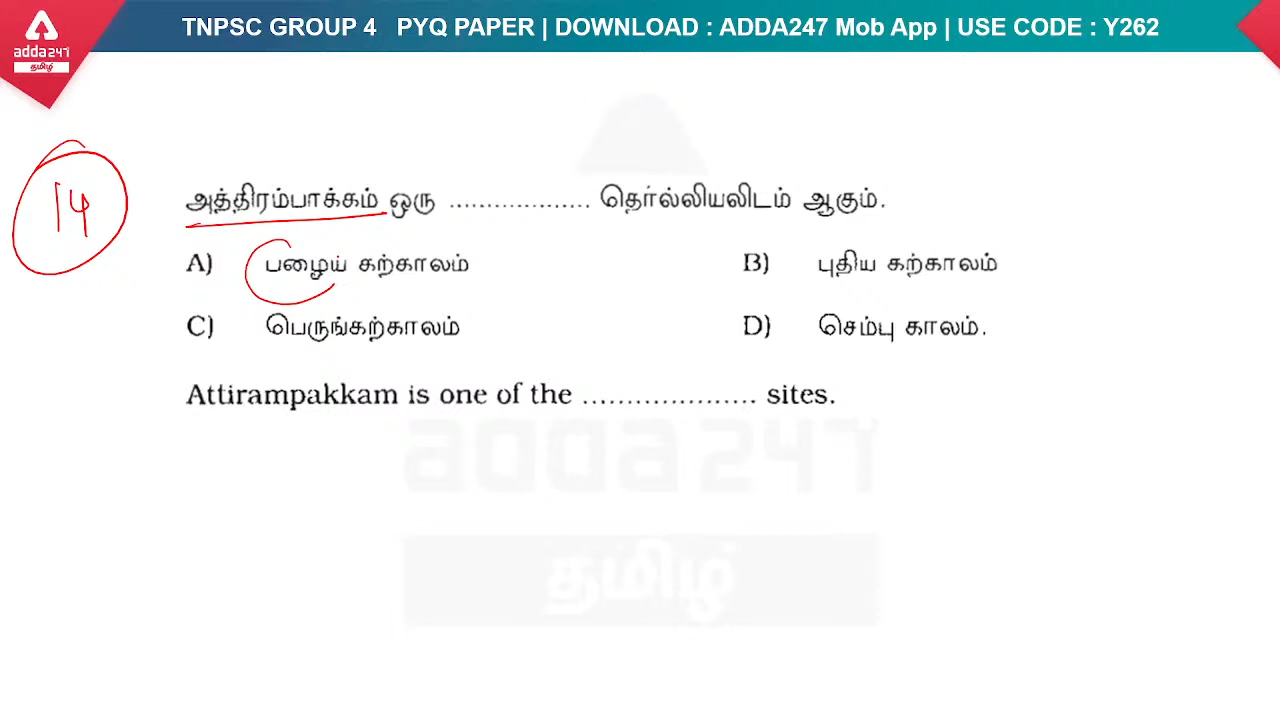 TNPSC GROUP 4 PYQ PAPER | DOWNLOAD : ADDA247 Mob App | USE CODE : Y262
adda247
தமிழ்
14
அத்திரம்பாக்கம் ஒரு ................... தொல்லியலிடம் ஆகும்.
A) பழைய கற்காலம் B) புதிய கற்காலம்
C) பெருங்கற்காலம் D) செம்பு காலம்.
Attirampakkam is one of the .................... sites.
adda247
தமிழ்